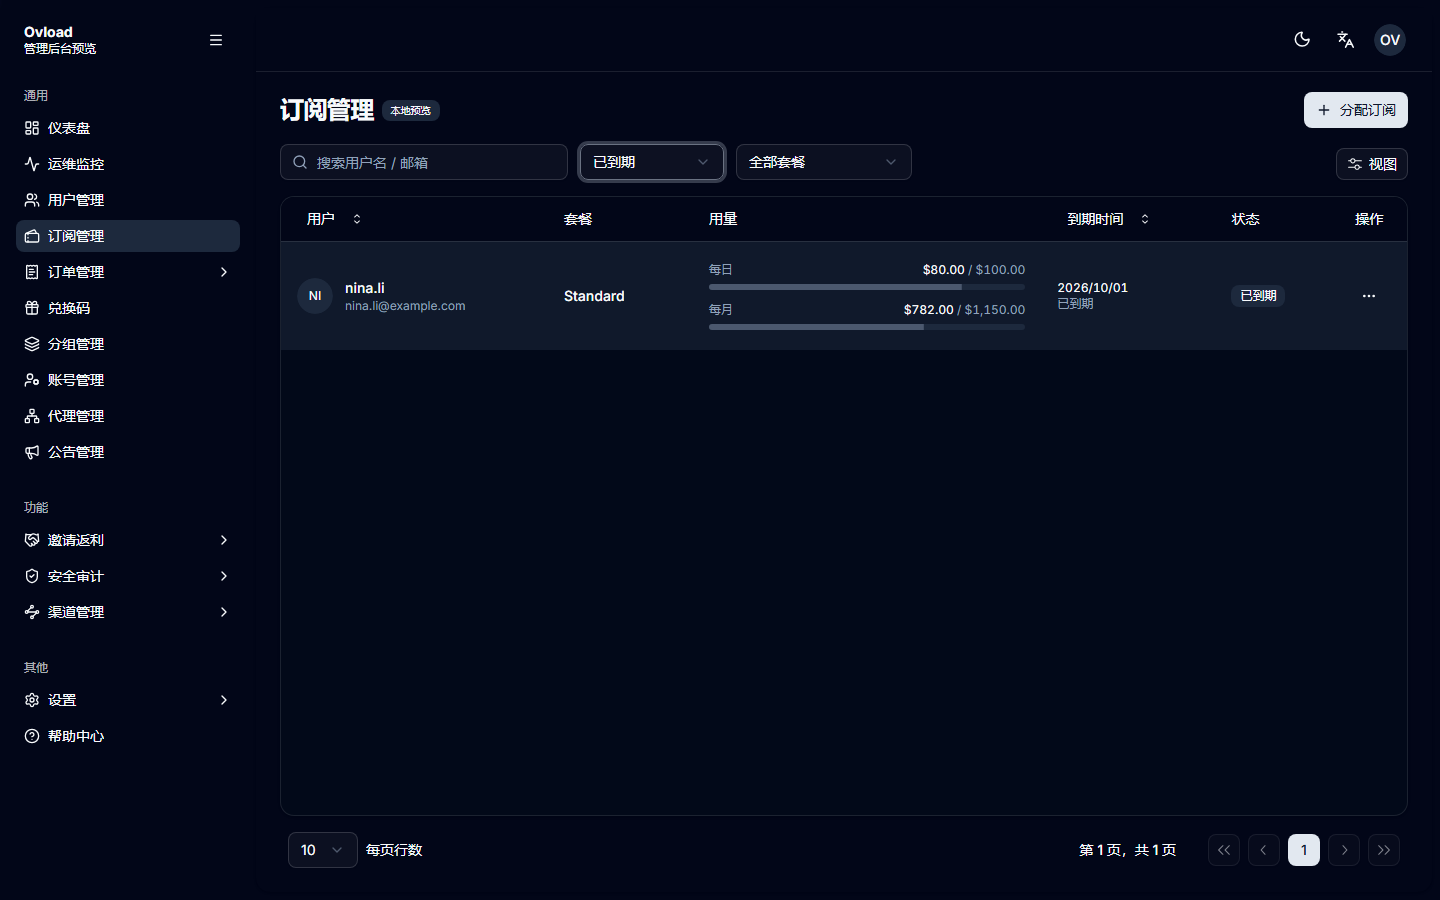 Ovload
管理后台预览
OV
通用
仪表盘
运维监控
用户管理
订阅管理
订单管理
兑换码
分组管理
账号管理
代理管理
公告管理
功能
邀请返利
安全审计
渠道管理
其他
设置
帮助中心
订阅管理 本地预览
分配订阅
搜索用户名 / 邮箱
已到期
全部套餐
视图
用户 套餐 用量 到期时间 状态 操作
NI
nina.li
nina.li@example.com
Standard
每日 $80.00 / $100.00
每月 $782.00 / $1,150.00
2026/10/01
已到期
已到期
10 每页行数
第 1 页，共 1 页
1